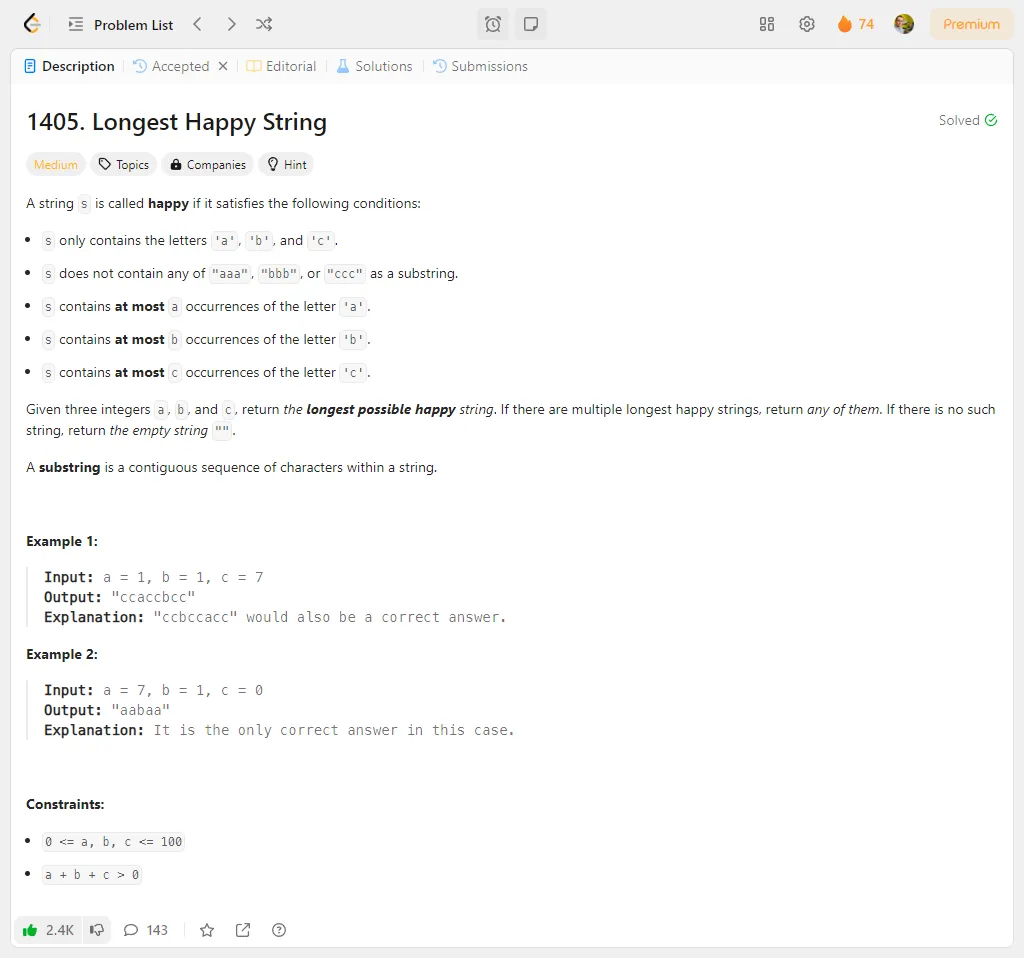 Problem List
74
Premium
Description
Accepted
Editorial
Solutions
Submissions
1405. Longest Happy String
Solved
Medium
Topics
Companies
Hint
A string s is called happy if it satisfies the following conditions:
• s only contains the letters 'a', 'b', and 'c'.
• s does not contain any of "aaa", "bbb", or "ccc" as a substring.
• s contains at most a occurrences of the letter 'a'.
• s contains at most b occurrences of the letter 'b'.
• s contains at most c occurrences of the letter 'c'.
Given three integers a, b, and c, return the longest possible happy string. If there are multiple longest happy strings, return any of them. If there is no such
string, return the empty string "".
A substring is a contiguous sequence of characters within a string.
Example 1:
Input: a = 1, b = 1, c = 7
Output: "ccaccbcc"
Explanation: "ccbccacc" would also be a correct answer.
Example 2:
Input: a = 7, b = 1, c = 0
Output: "aabaa"
Explanation: It is the only correct answer in this case.
Constraints:
• 0 <= a, b, c <= 100
• a + b + c > 0
2.4K
143